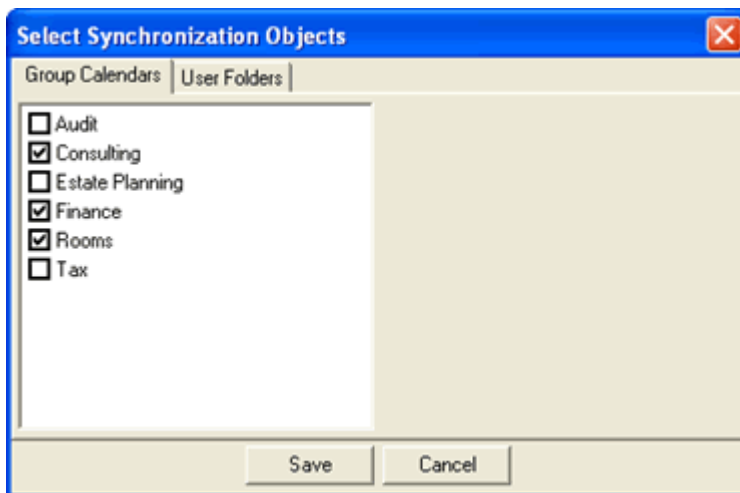 Select Synchronization Objects
Group Calendars User Folders
Audit
Consulting
Estate Planning
Finance
Rooms
Tax
Save Cancel